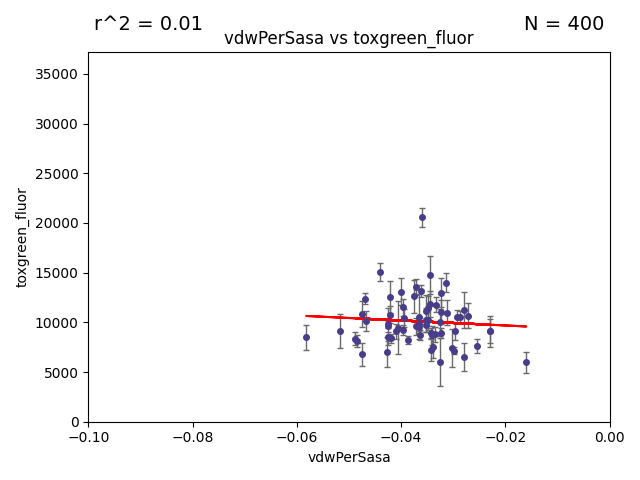 r^2 = 0.01
N = 400
vdwPerSasa vs toxgreen_fluor
35000
30000
25000
20000
15000
10000
5000
0
toxgreen_fluor
−0.10
−0.08
−0.06
−0.04
−0.02
0.00
vdwPerSasa